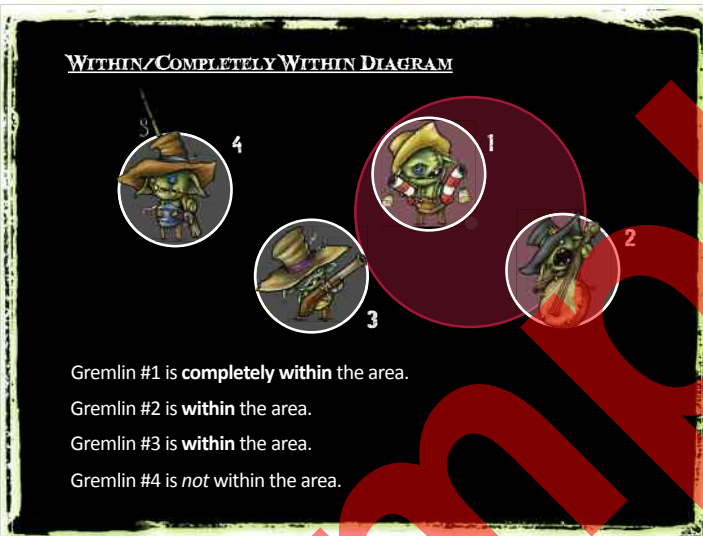 Within/Completely Within Diagram
4
1
2
3
Gremlin #1 is completely within the area.
Gremlin #2 is within the area.
Gremlin #3 is within the area.
Gremlin #4 is not within the area.